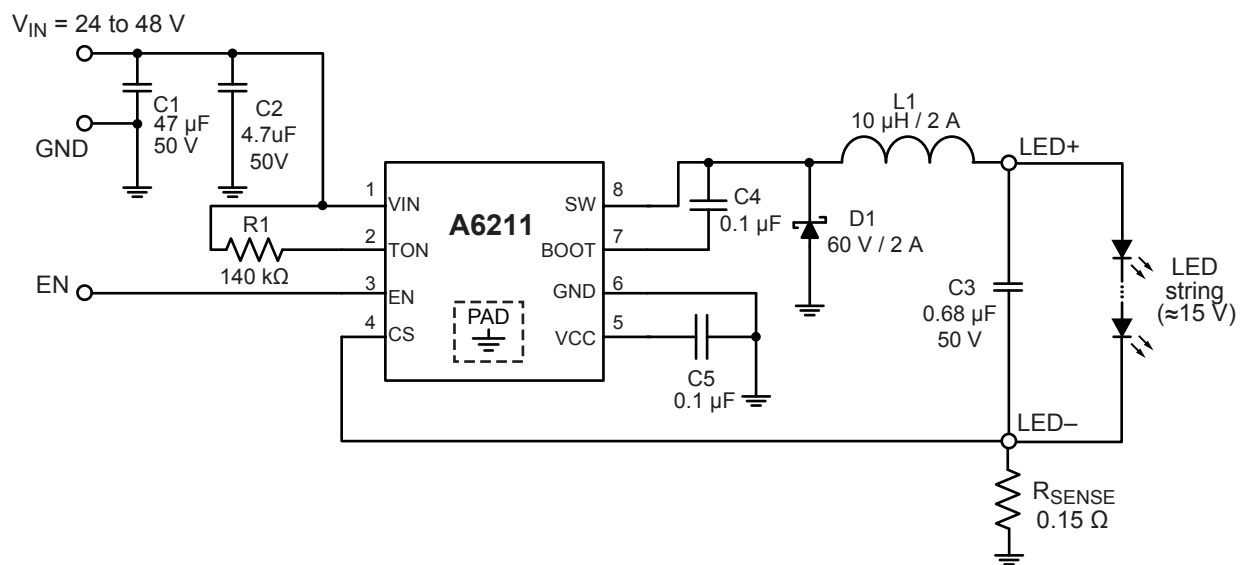 V_IN = 24 to 48 V
C1
47 µF
50 V
C2
4.7uF
50V
GND
R1
140 kΩ
EN
A6211
1
VIN
2
TON
3
EN
4
CS
PAD
8
SW
7
BOOT
6
GND
5
VCC
C4
0.1 µF
C5
0.1 µF
D1
60 V / 2 A
L1
10 µH / 2 A
LED+
C3
0.68 µF
50 V
LED
string
(≈15 V)
LED–
R_SENSE
0.15 Ω